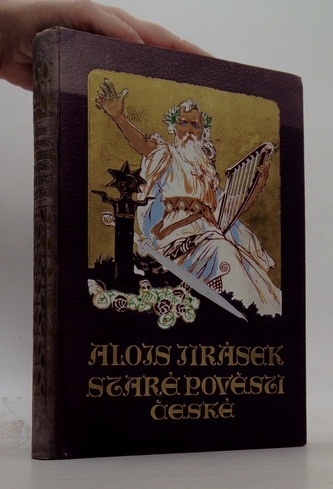 ALOIS JIRÁSEK
STARÉ POVĚSTI
ČESKÉ